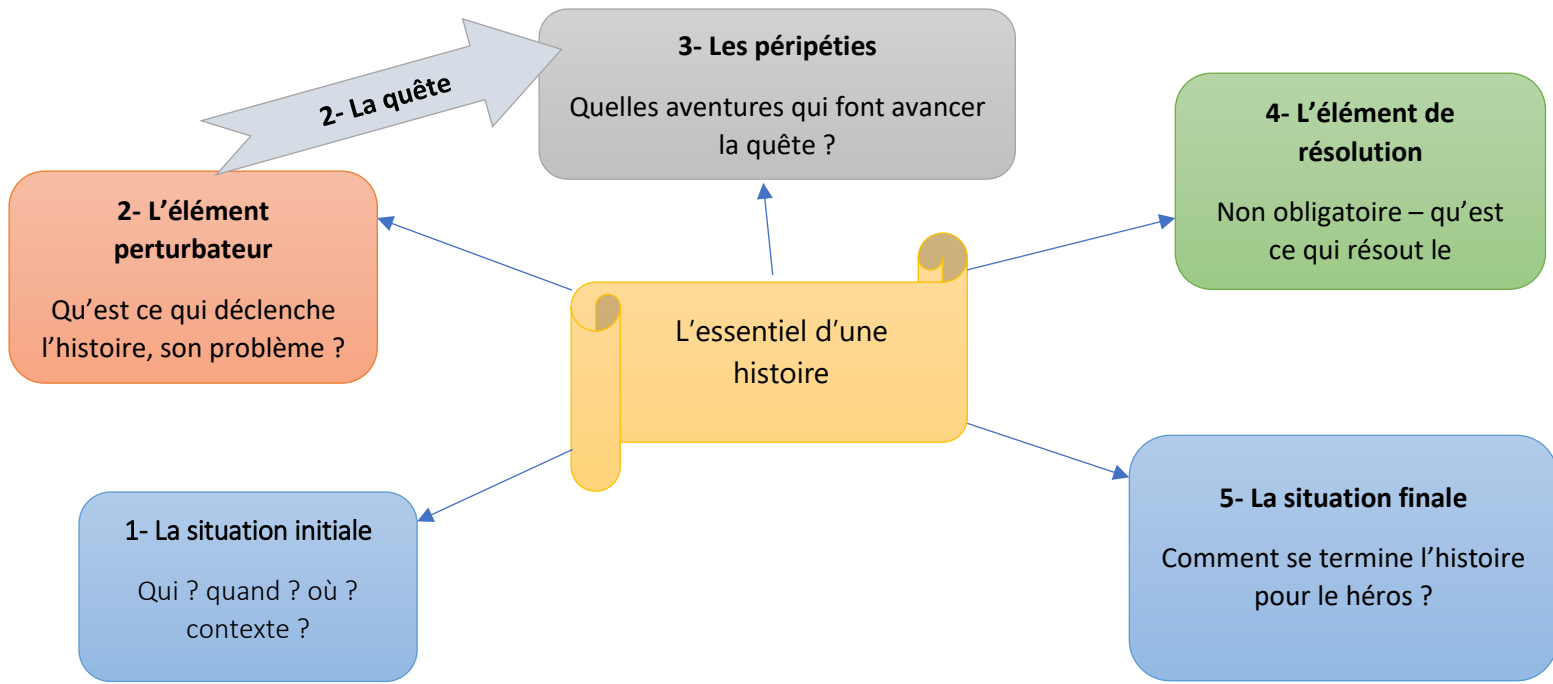 3- Les péripéties
Quelles aventures qui font avancer
la quête ?
2- La quête
4- L’élément de
résolution
Non obligatoire – qu’est
ce qui résout le
2- L’élément
perturbateur
Qu’est ce qui déclenche
l’histoire, son problème ?
L’essentiel d’une
histoire
1- La situation initiale
Qui ? quand ? où ?
contexte ?
5- La situation finale
Comment se termine l’histoire
pour le héros ?